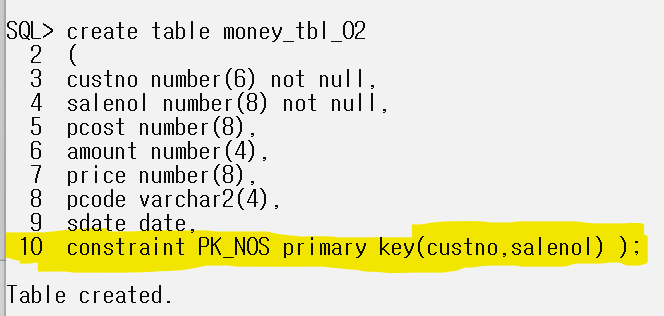 SQL> create table money_tbl_02
2 (
3 custno number(6) not null,
4 salenol number(8) not null,
5 pcost number(8),
6 amount number(4),
7 price number(8),
8 pcode varchar2(4),
9 sdate date,
10 constraint PK_NOS primary key(custno,salenol) );
Table created.